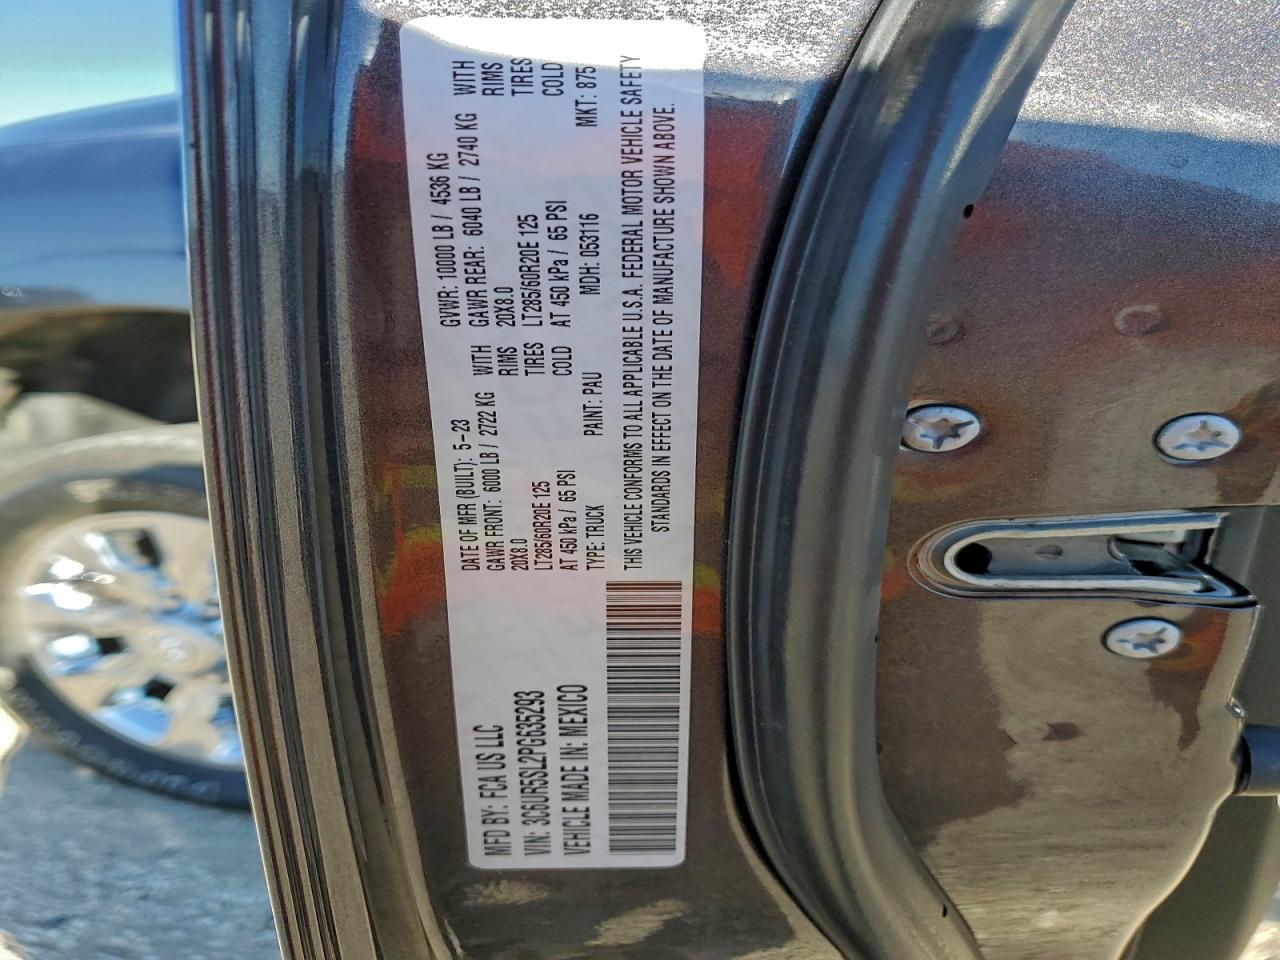 MFD BY: FCA US LLC
DATE OF MFR (BUILT): 5-23
GVWR: 10000 LB / 4536 KG
VIN: 3C6UR5SL2PG635293
GAWR FRONT: 6000 LB / 2722 KG WITH
GAWR REAR: 6040 LB / 2740 KG WITH
VEHICLE MADE IN: MEXICO
20X8.0 RIMS
20X8.0 RIMS
LT285/60R20E 125 TIRES
LT285/60R20E 125 TIRES
AT 450 kPa / 65 PSI COLD
AT 450 kPa / 65 PSI COLD
TYPE: TRUCK PAINT: PAU MDH: 053116 MKT: 875
THIS VEHICLE CONFORMS TO ALL APPLICABLE U.S.A. FEDERAL MOTOR VEHICLE SAFETY
STANDARDS IN EFFECT ON THE DATE OF MANUFACTURE SHOWN ABOVE.